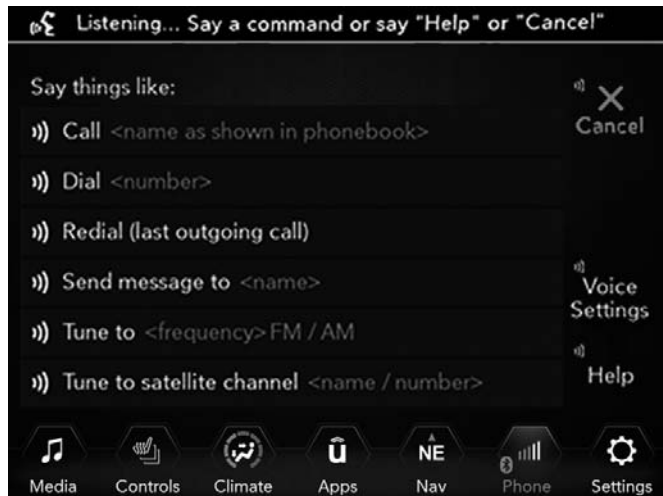 Listening... Say a command or say "Help" or "Cancel"
Say things like:
Cancel
Call <name as shown in phonebook>
Dial <number>
Redial (last outgoing call)
Send message to <name>
Voice
Settings
Tune to <frequency> FM / AM
Tune to satellite channel <name / number>
Help
û NE
Media Controls Climate Apps Nav Phone Settings